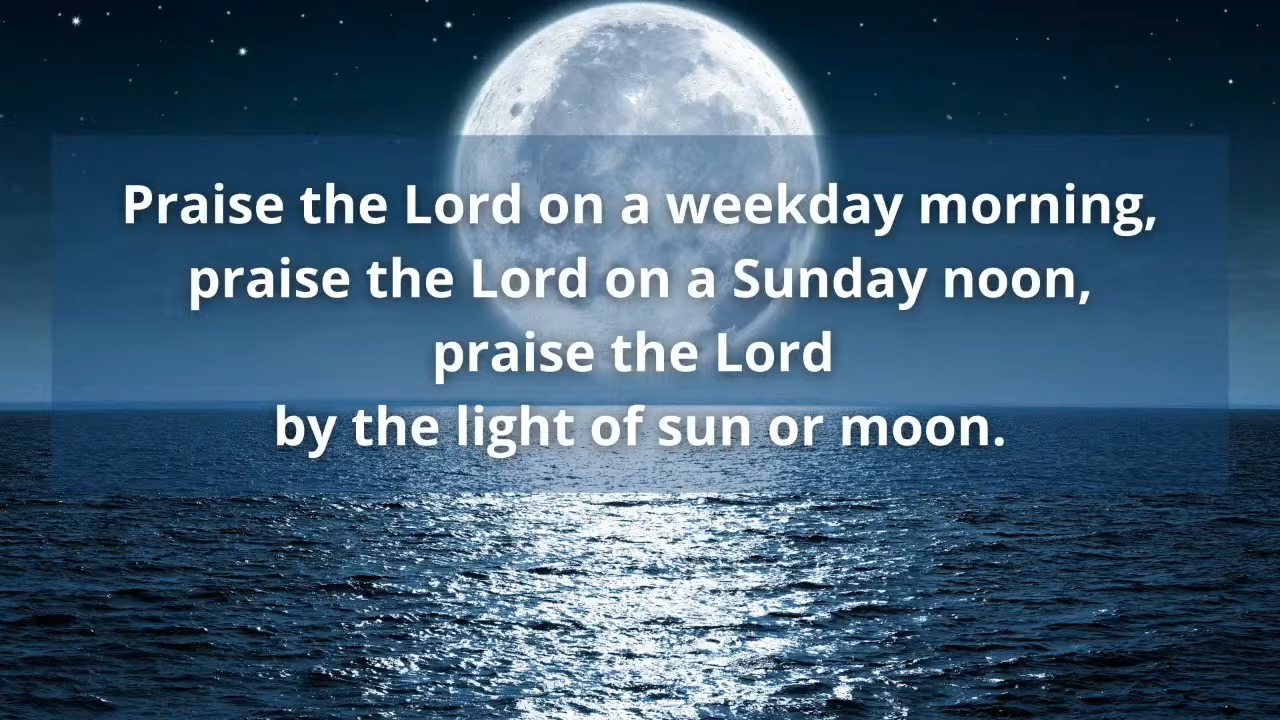 Praise the Lord on a weekday morning,
praise the Lord on a Sunday noon,
praise the Lord
by the light of sun or moon.